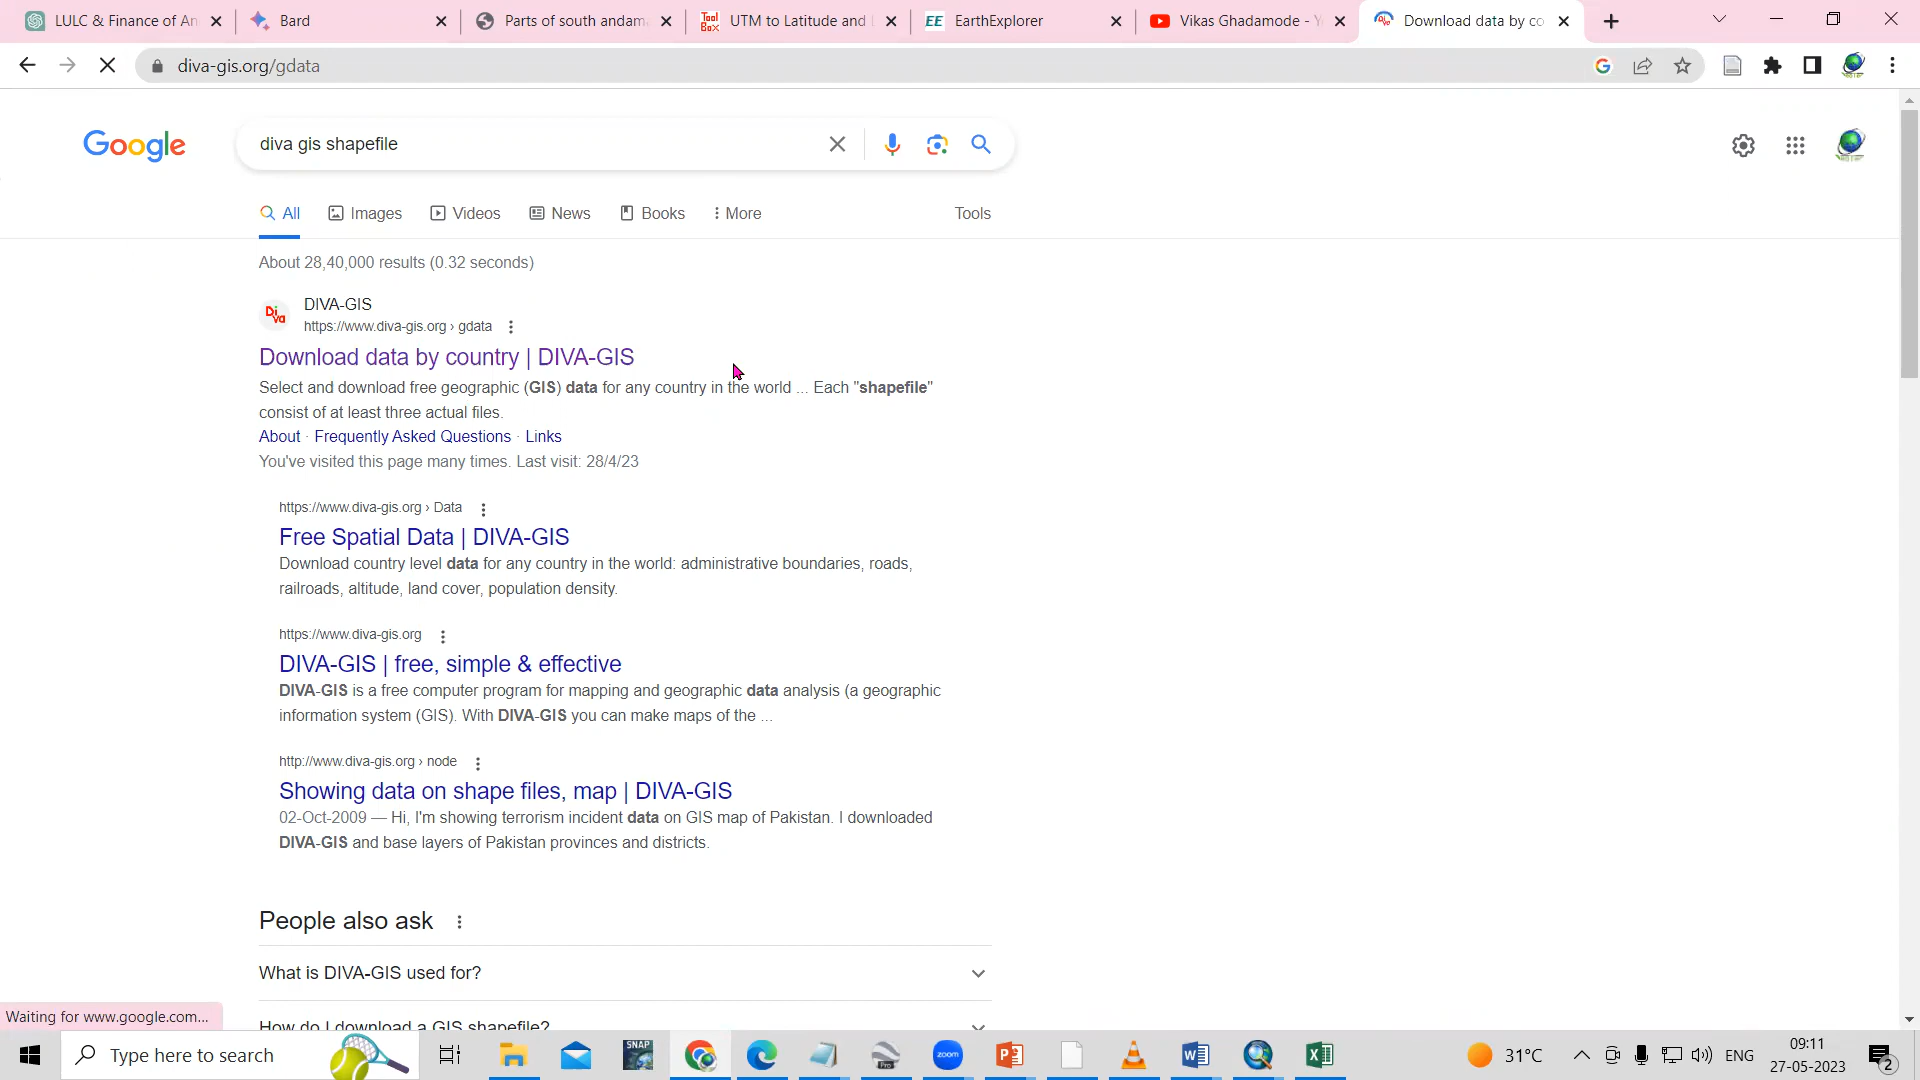 LULC & Finance of An
Bard
Parts of south andam
UTM to Latitude and
EE EarthExplorer
Vikas Ghadamode - Y
Download data by co
diva-gis.org/gdata
Google
diva gis shapefile
All
Images
Videos
News
Books
More
Tools
About 28,40,000 results (0.32 seconds)
DIVA-GIS
https://www.diva-gis.org › gdata
Download data by country | DIVA-GIS
Select and download free geographic (GIS) data for any country in the world ... Each "shapefile"
consist of at least three actual files.
About · Frequently Asked Questions · Links
You've visited this page many times. Last visit: 28/4/23
https://www.diva-gis.org › Data
Free Spatial Data | DIVA-GIS
Download country level data for any country in the world: administrative boundaries, roads,
railroads, altitude, land cover, population density.
https://www.diva-gis.org
DIVA-GIS | free, simple & effective
DIVA-GIS is a free computer program for mapping and geographic data analysis (a geographic
information system (GIS). With DIVA-GIS you can make maps of the ...
http://www.diva-gis.org › node
Showing data on shape files, map | DIVA-GIS
02-Oct-2009 — Hi, I'm showing terrorism incident data on GIS map of Pakistan. I downloaded
DIVA-GIS and base layers of Pakistan provinces and districts.
People also ask
What is DIVA-GIS used for?
How do I download a GIS shapefile?
Waiting for www.google.com...
Type here to search
SNAP
Pro
zoom
31°C
ENG
09:11
27-05-2023
2